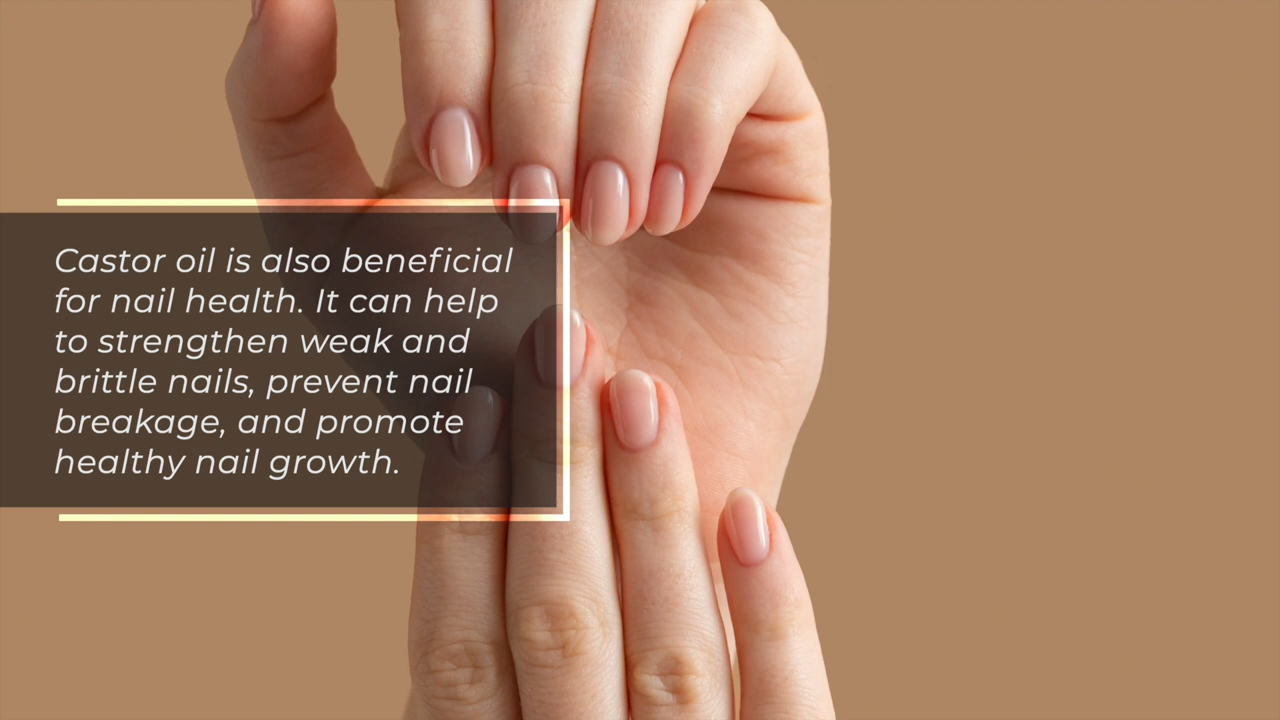 Castor oil is also beneficial
for nail health. It can help
to strengthen weak and
brittle nails, prevent nail
breakage, and promote
healthy nail growth.